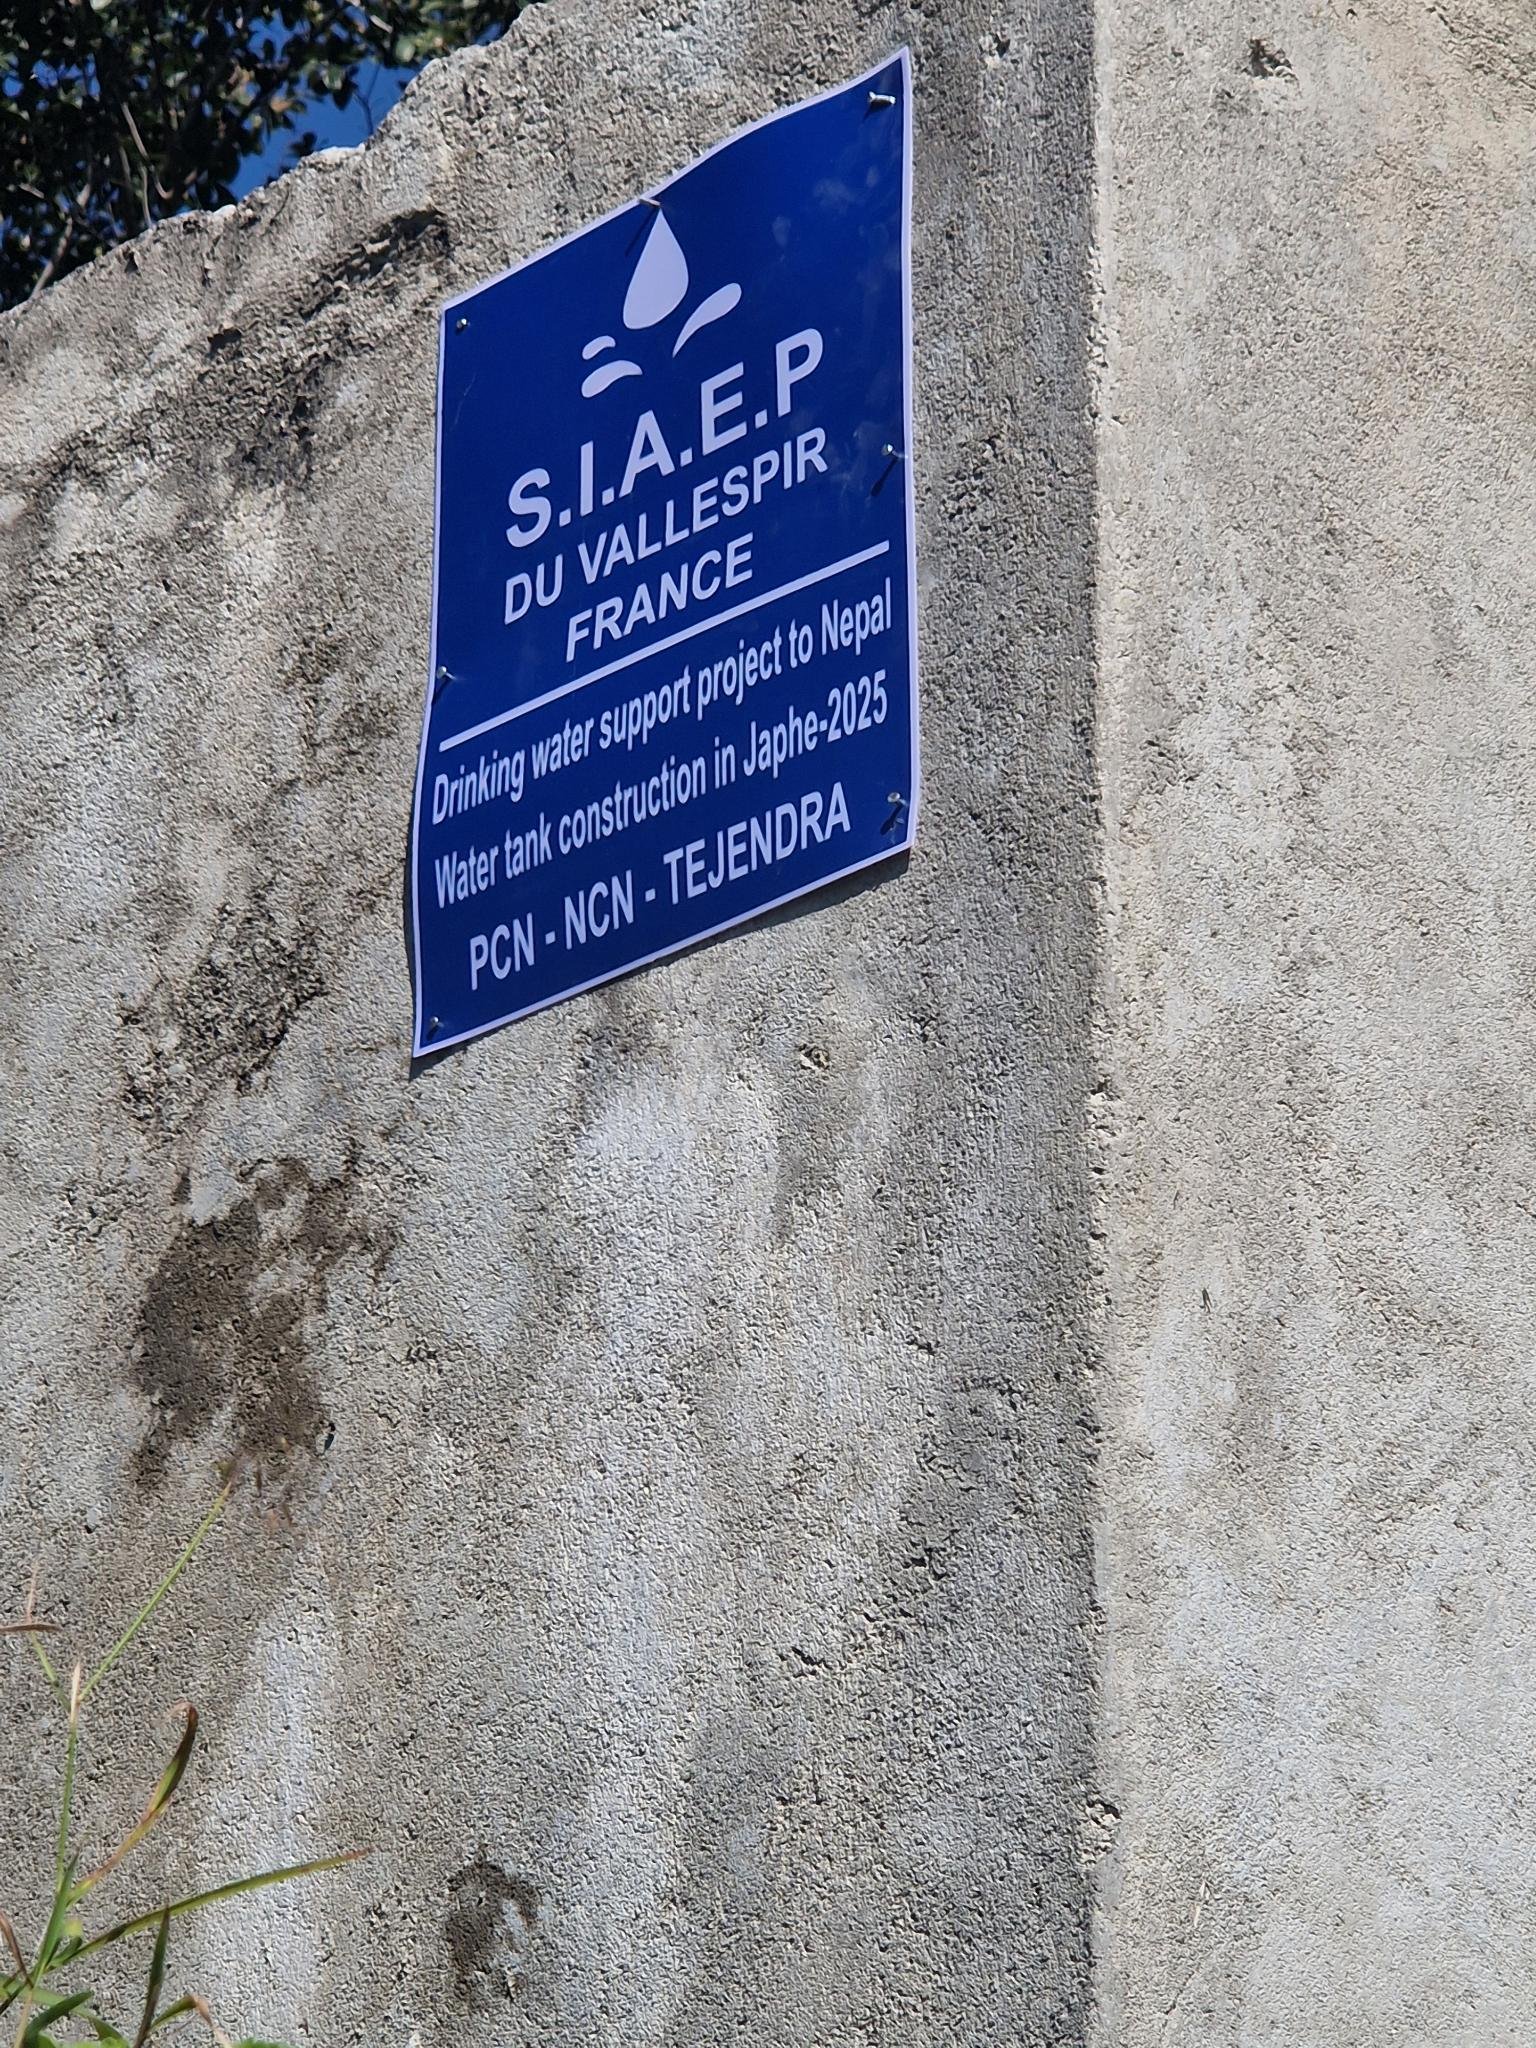 S.I.A.E.P
DU VALLESPIR
FRANCE
Drinking water support project to Nepal
Water tank construction in Japhe-2025
PCN - NCN - TEJENDRA